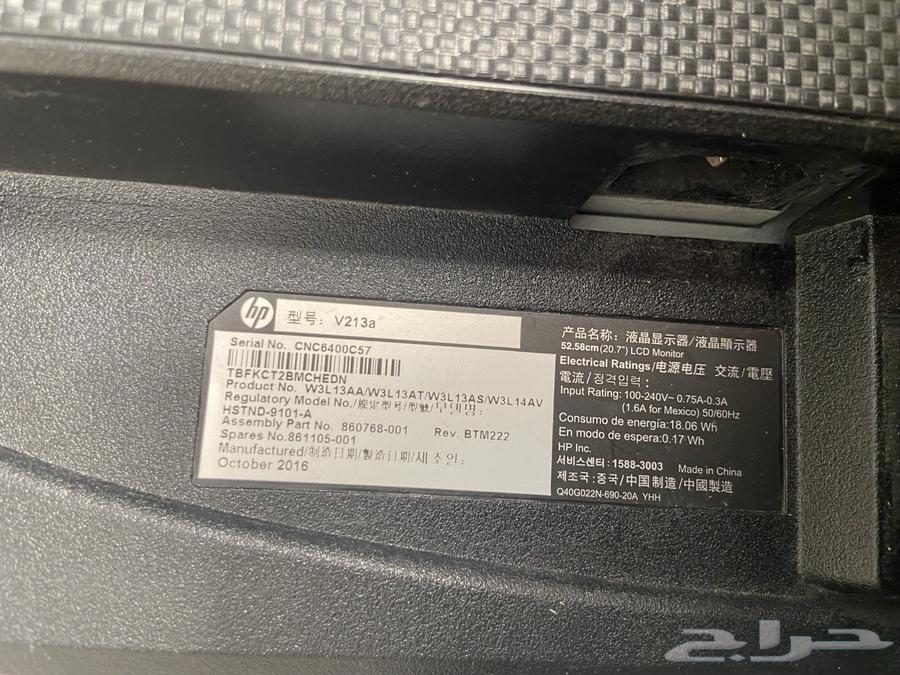 hp
型号: V213a
Serial No. CNC6400C57
TBFKCT2BMCHEDN
Product No. W3L13AA/W3L13AT/W3L13AS/W3L14AV
Regulatory Model No./规定型号/型號/모델명:
HSTND-9101-A
Assembly Part No. 860768-001 Rev. BTM222
Spares No.861105-001
Manufactured/制造日期/製造日期/새 조인:
October 2016
产品名称: 液晶显示器/液晶顯示器
52.58cm(20.7") LCD Monitor
Electrical Ratings/电源电压 交流/電壓
電流/정격입력:
Input Rating: 100-240V~ 0.75A-0.3A
(1.6A for Mexico) 50/60Hz
Consumo de energía:18.06 Wh
En modo de espera:0.17 Wh
HP Inc.
서비스센터: 1588-3003 Made in China
제조국: 중국/中国制造/中國製造
Q40G022N-690-20A YHH
حراج